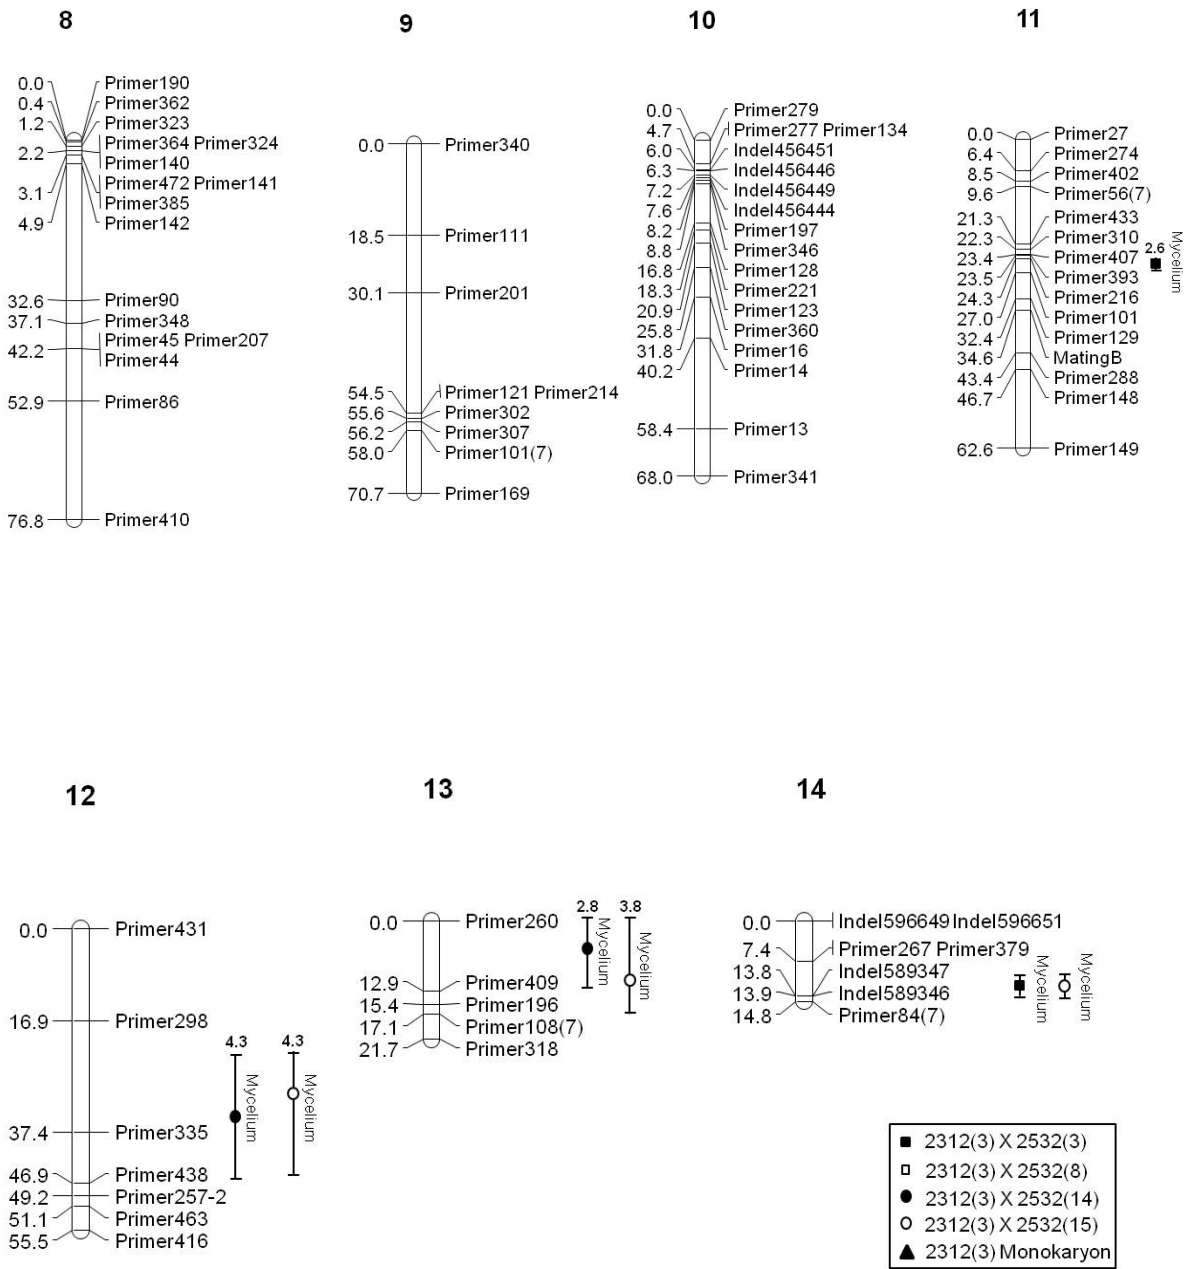 8
0.0 Primer190
0.4 Primer362
1.2 Primer323
Primer364 Primer324
2.2
Primer140
Primer472 Primer141
3.1
Primer385
4.9 Primer142
32.6 Primer90
37.1 Primer348
Primer45 Primer207
42.2
Primer44
52.9 Primer86
76.8 Primer410
9
0.0 Primer340
18.5 Primer111
30.1 Primer201
54.5 Primer121 Primer214
55.6 Primer302
56.2 Primer307
58.0 Primer101(7)
70.7 Primer169
10
0.0 Primer279
4.7 Primer277 Primer134
6.0 Indel456451
6.3 Indel456446
7.2 Indel456449
7.6 Indel456444
8.2 Primer197
8.8 Primer346
16.8 Primer128
18.3 Primer221
20.9 Primer123
25.8 Primer360
31.8 Primer16
40.2 Primer14
58.4 Primer13
68.0 Primer341
11
0.0 Primer27
6.4 Primer274
8.5 Primer402
9.6 Primer56(7)
21.3 Primer433
22.3 Primer310
23.4 Primer407
23.5 Primer393
24.3 Primer216
27.0 Primer101
32.4 Primer129
34.6 MatingB
43.4 Primer288
46.7 Primer148
62.6 Primer149
2.6
Mycelium
12
0.0 Primer431
16.9 Primer298
37.4 Primer335
46.9 Primer438
49.2 Primer257-2
51.1 Primer463
55.5 Primer416
4.3
Mycelium
4.3
Mycelium
13
0.0 Primer260
12.9 Primer409
15.4 Primer196
17.1 Primer108(7)
21.7 Primer318
2.8
Mycelium
3.8
Mycelium
14
0.0 Indel596649 Indel596651
7.4 Primer267 Primer379
13.8 Indel589347
13.9 Indel589346
14.8 Primer84(7)
Mycelium
Mycelium
2312(3) X 2532(3)
2312(3) X 2532(8)
2312(3) X 2532(14)
2312(3) X 2532(15)
2312(3) Monokaryon